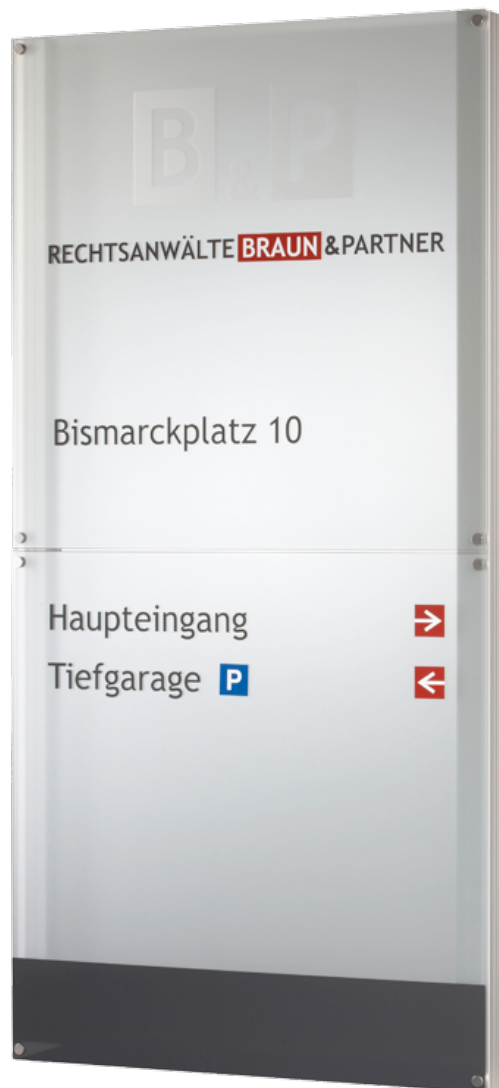 B&P
RECHTSANWÄLTE BRAUN &PARTNER
Bismarckplatz 10
Haupteingang →
Tiefgarage P ←